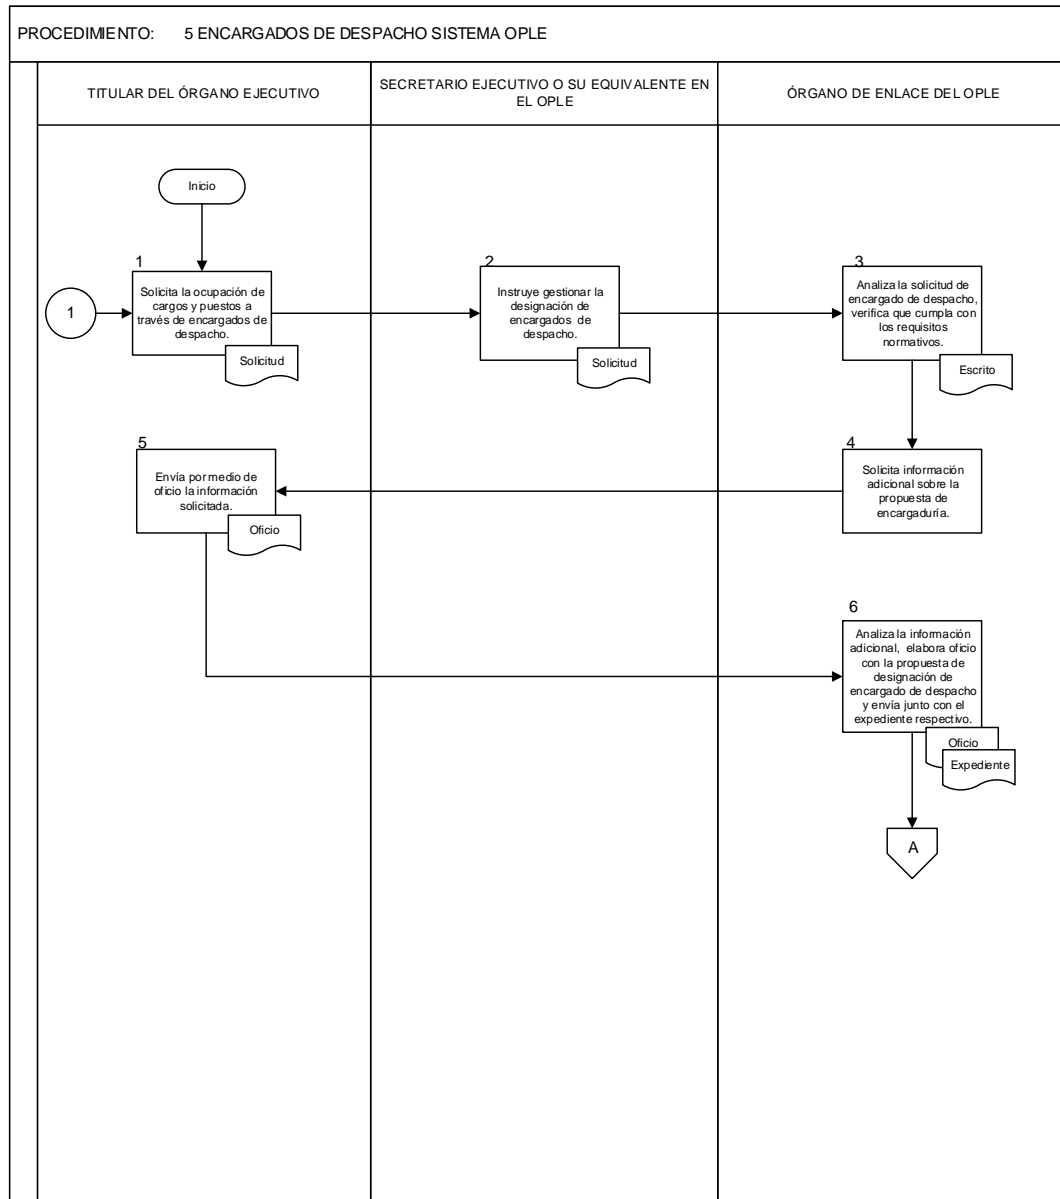 PROCEDIMIENTO: 5 ENCARGADOS DE DESPACHO SISTEMA OPLE
TITULAR DEL ÓRGANO EJECUTIVO
SECRETARIO EJECUTIVO O SU EQUIVALENTE EN
EL OPLE
ÓRGANO DE ENLACE DEL OPLE
Inicio
1
1
Solicita la ocupación de
cargos y puestos a
través de encargados de
despacho.
Solicitud
2
Instruye gestionar la
designación de
encargados de
despacho.
Solicitud
3
Analiza la solicitud de
encargado de despacho,
verifica que cumpla con
los requisitos
normativos.
Escrito
4
Solicita información
adicional sobre la
propuesta de
encargaduría.
5
Envía por medio de
oficio la información
solicitada.
Oficio
6
Analiza la información
adicional, elabora oficio
con la propuesta de
designación de
encargado de despacho
y envía junto con el
expediente respectivo.
Oficio
Expediente
A